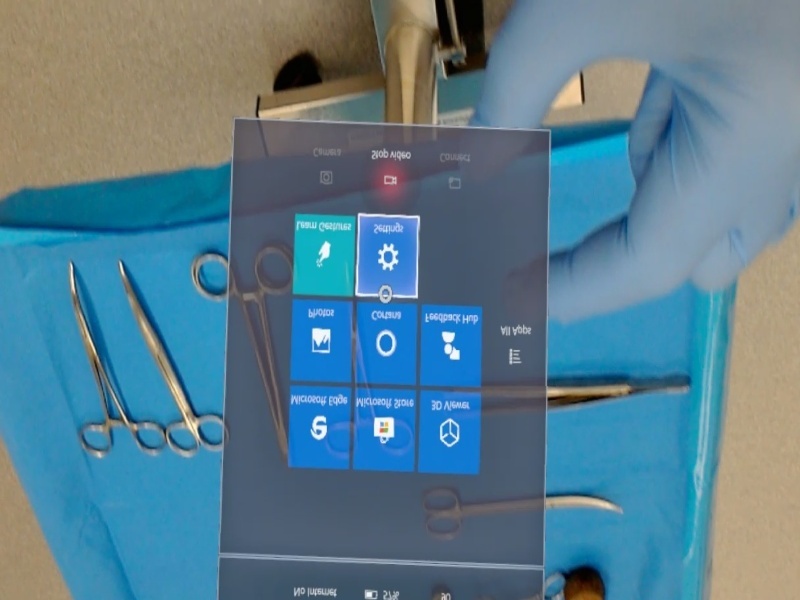 No Internet 57%
Microsoft Edge Microsoft Store 3D Viewer
Photos Cortana Feedback Hub
All Apps
Learn Gestures Settings
Camera Stop video Connect